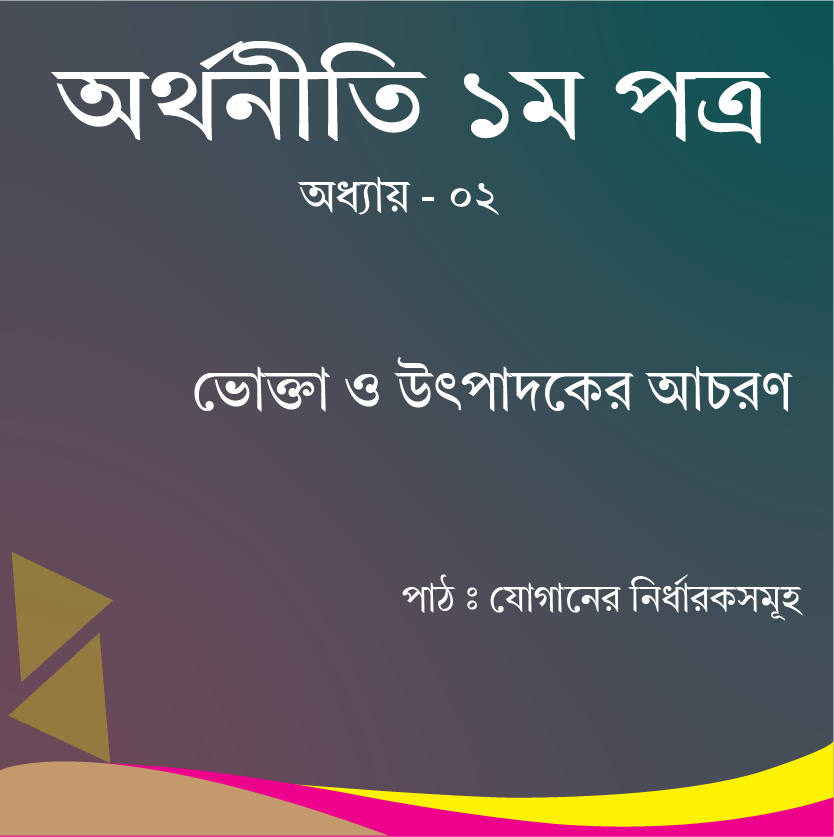 অর্থনীতি ১ম পত্র
অধ্যায় - ০২
ভোক্তা ও উৎপাদকের আচরণ
পাঠ ঃ যোগানের নির্ধারকসমূহ